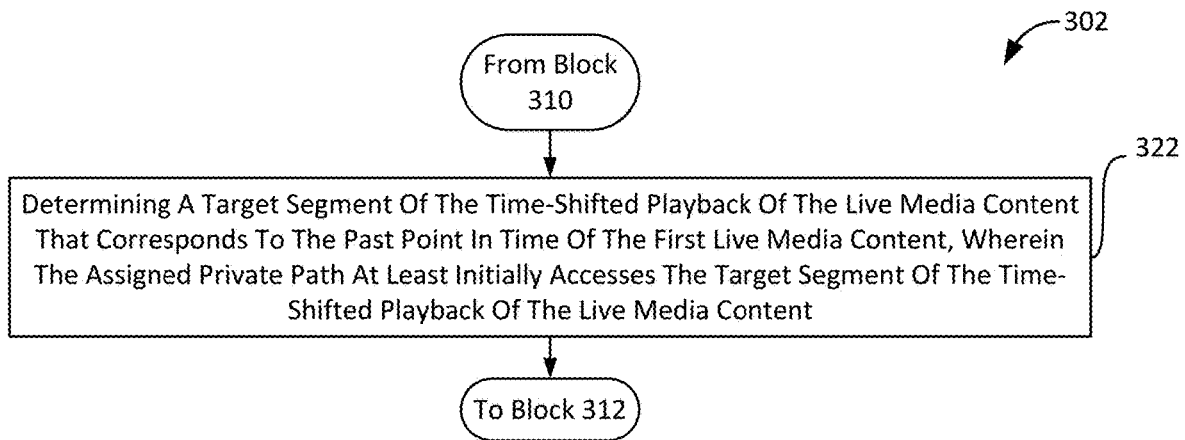 302
From Block
310
322
Determining A Target Segment Of The Time-Shifted Playback Of The Live Media Content
That Corresponds To The Past Point In Time Of The First Live Media Content, Wherein
The Assigned Private Path At Least Initially Accesses The Target Segment Of The Time-
Shifted Playback Of The Live Media Content
To Block 312